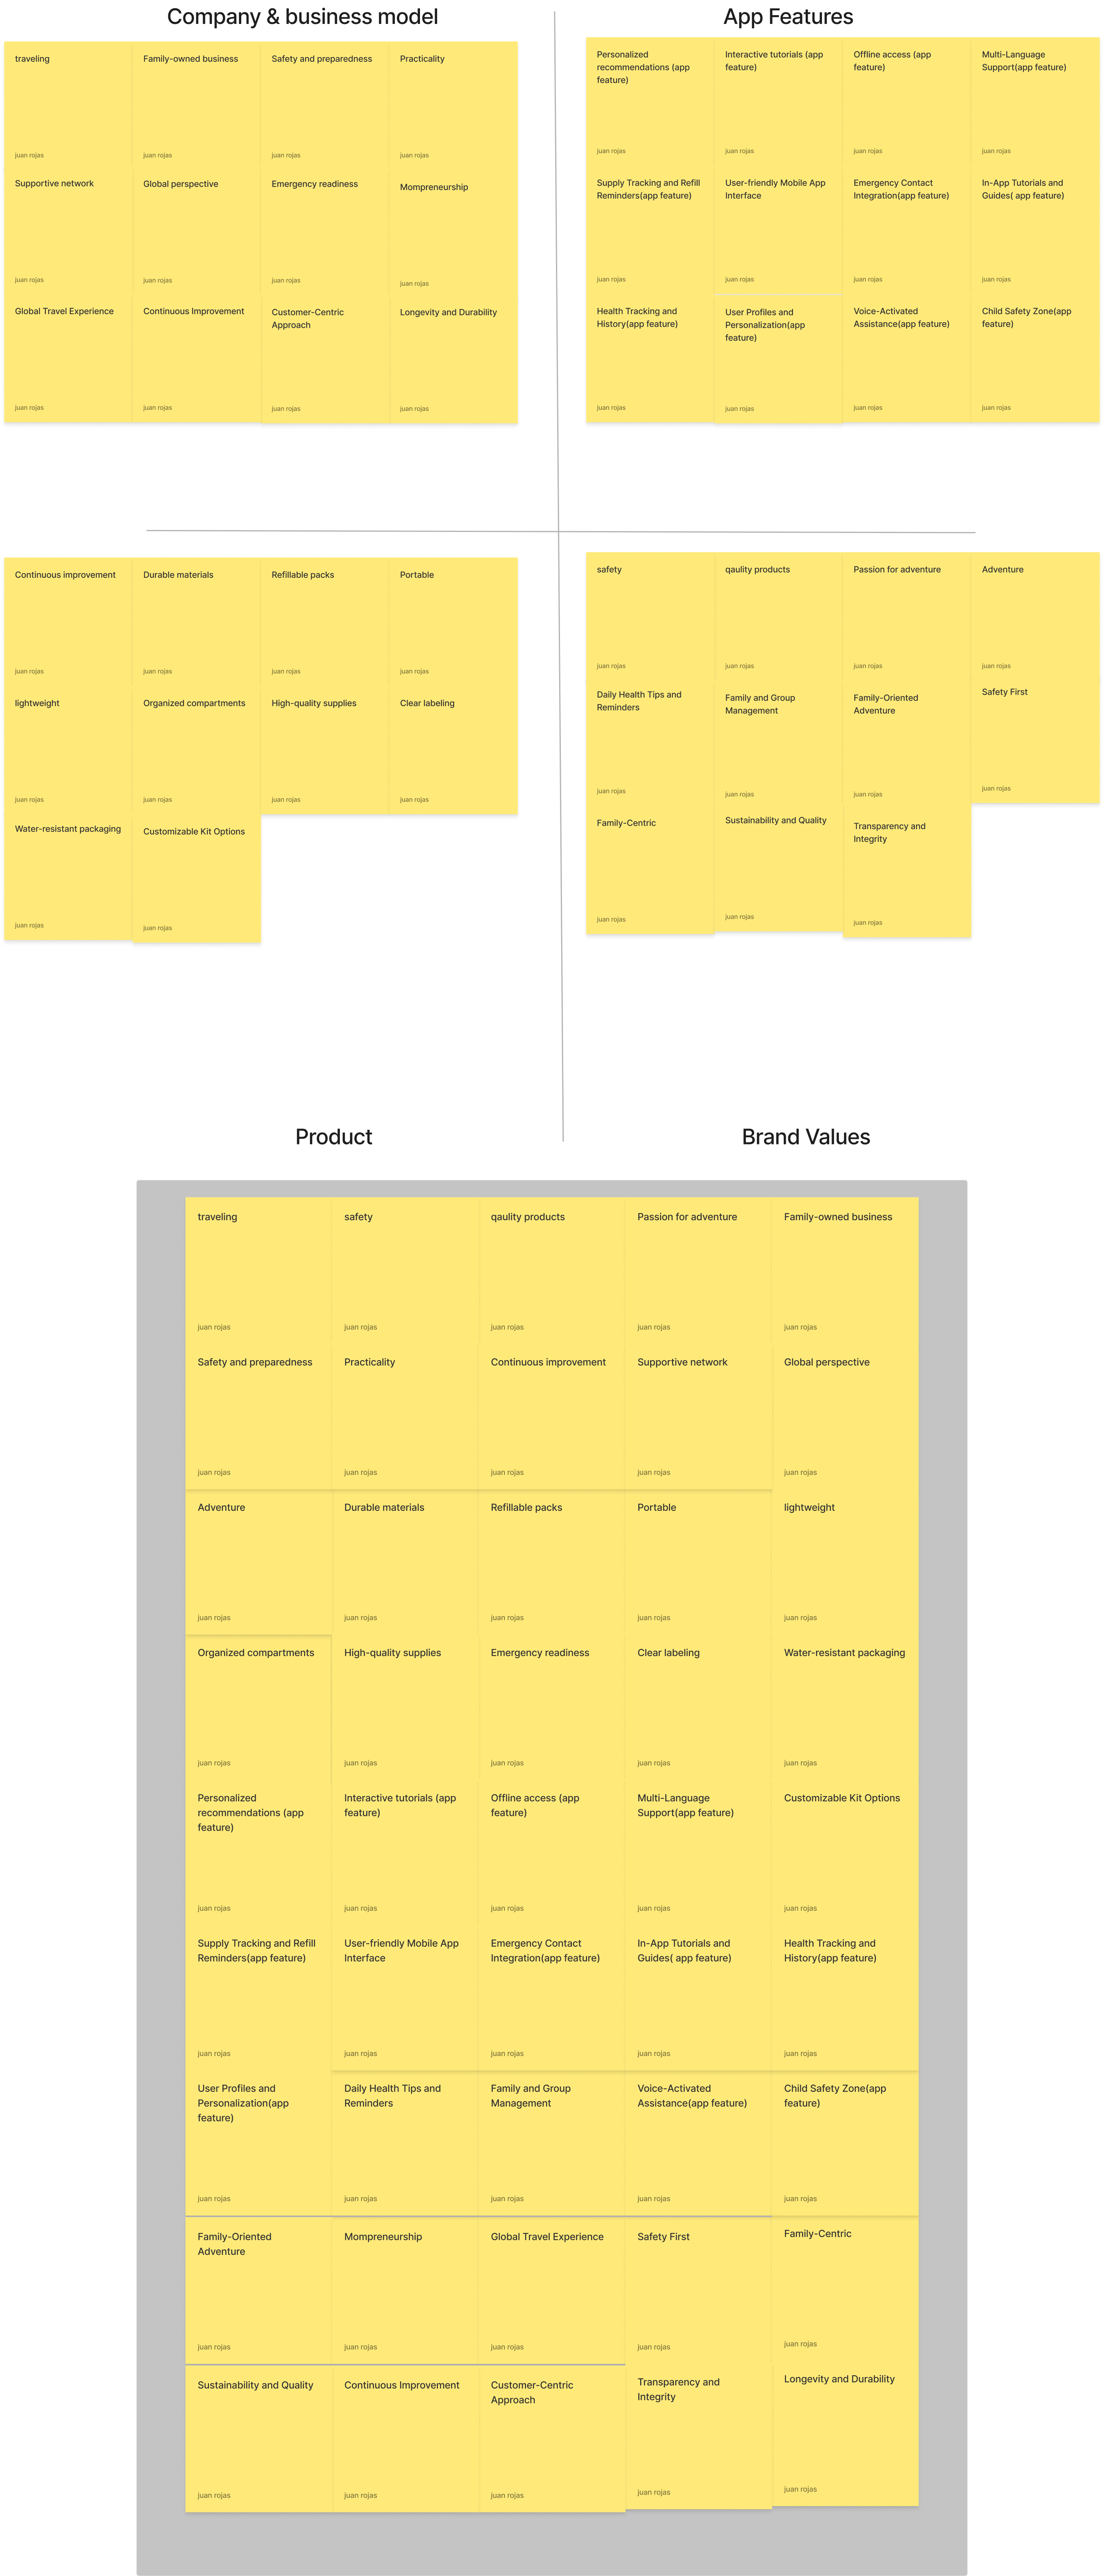 Company & business model
App Features
traveling
Family-owned business
Safety and preparedness
Practicality
juan rojas
juan rojas
juan rojas
juan rojas
Supportive network
Global perspective
Emergency readiness
Mompreneurship
juan rojas
juan rojas
juan rojas
juan rojas
Global Travel Experience
Continuous Improvement
Customer-Centric
Approach
Longevity and Durability
juan rojas
juan rojas
juan rojas
juan rojas
Personalized
recommendations (app
feature)
Interactive tutorials (app
feature)
Offline access (app
feature)
Multi-Language
Support(app feature)
juan rojas
juan rojas
juan rojas
juan rojas
Supply Tracking and Refill
Reminders(app feature)
User-friendly Mobile App
Interface
Emergency Contact
Integration(app feature)
In-App Tutorials and
Guides( app feature)
juan rojas
juan rojas
juan rojas
juan rojas
Health Tracking and
History(app feature)
User Profiles and
Personalization(app
feature)
Voice-Activated
Assistance(app feature)
Child Safety Zone(app
feature)
juan rojas
juan rojas
juan rojas
juan rojas
Continuous improvement
Durable materials
Refillable packs
Portable
juan rojas
juan rojas
juan rojas
juan rojas
lightweight
Organized compartments
High-quality supplies
Clear labeling
juan rojas
juan rojas
juan rojas
juan rojas
Water-resistant packaging
Customizable Kit Options
juan rojas
juan rojas
safety
qaulity products
Passion for adventure
Adventure
juan rojas
juan rojas
juan rojas
juan rojas
Daily Health Tips and
Reminders
Family and Group
Management
Family-Oriented
Adventure
Safety First
juan rojas
juan rojas
juan rojas
juan rojas
Family-Centric
Sustainability and Quality
Transparency and
Integrity
juan rojas
juan rojas
juan rojas
Product
Brand Values
traveling
safety
qaulity products
Passion for adventure
Family-owned business
juan rojas
juan rojas
juan rojas
juan rojas
juan rojas
Safety and preparedness
Practicality
Continuous improvement
Supportive network
Global perspective
juan rojas
juan rojas
juan rojas
juan rojas
juan rojas
Adventure
Durable materials
Refillable packs
Portable
lightweight
juan rojas
juan rojas
juan rojas
juan rojas
juan rojas
Organized compartments
High-quality supplies
Emergency readiness
Clear labeling
Water-resistant packaging
juan rojas
juan rojas
juan rojas
juan rojas
juan rojas
Personalized
recommendations (app
feature)
Interactive tutorials (app
feature)
Offline access (app
feature)
Multi-Language
Support(app feature)
Customizable Kit Options
juan rojas
juan rojas
juan rojas
juan rojas
juan rojas
Supply Tracking and Refill
Reminders(app feature)
User-friendly Mobile App
Interface
Emergency Contact
Integration(app feature)
In-App Tutorials and
Guides( app feature)
Health Tracking and
History(app feature)
juan rojas
juan rojas
juan rojas
juan rojas
juan rojas
User Profiles and
Personalization(app
feature)
Daily Health Tips and
Reminders
Family and Group
Management
Voice-Activated
Assistance(app feature)
Child Safety Zone(app
feature)
juan rojas
juan rojas
juan rojas
juan rojas
juan rojas
Family-Oriented
Adventure
Mompreneurship
Global Travel Experience
Safety First
Family-Centric
juan rojas
juan rojas
juan rojas
juan rojas
juan rojas
Sustainability and Quality
Continuous Improvement
Customer-Centric
Approach
Transparency and
Integrity
Longevity and Durability
juan rojas
juan rojas
juan rojas
juan rojas
juan rojas